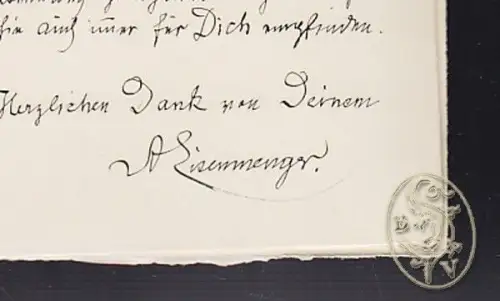 sie auch immer für Dich empfinden.
Herzlichen Dank von Deinem
A Eisenmenger.